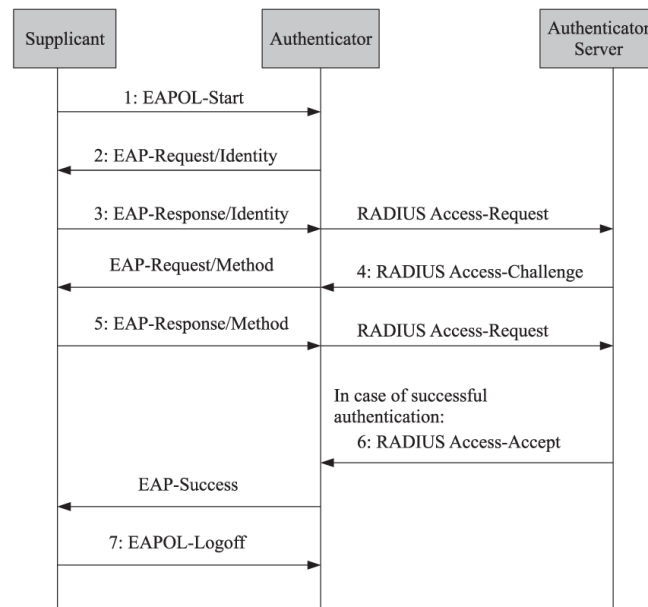 Supplicant
Authenticator
Authenticator
Server
1: EAPOL-Start
2: EAP-Request/Identity
3: EAP-Response/Identity
RADIUS Access-Request
EAP-Request/Method
4: RADIUS Access-Challenge
5: EAP-Response/Method
RADIUS Access-Request
In case of successful
authentication:
6: RADIUS Access-Accept
EAP-Success
7: EAPOL-Logoff